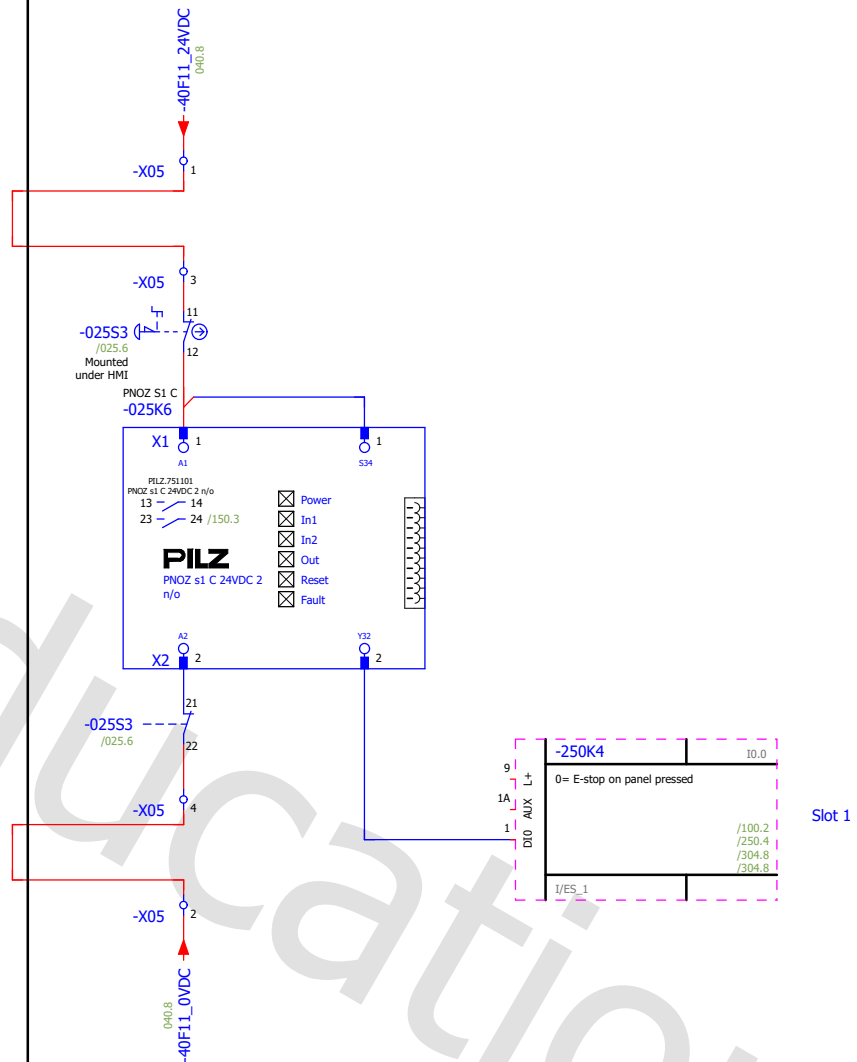 -40F11_24VDC
040.8
-X05
1
-X05
3
11
-025S3
/025.6
12
Mounted
under HMI
PNOZ S1 C
-025K6
X1
1
1
A1
S34
PILZ.751101
PNOZ s1 C 24VDC 2 n/o
13
14
23
24 /150.3
Power
In1
In2
Out
Reset
Fault
PILZ
PNOZ s1 C 24VDC 2
n/o
A2
Y32
X2
2
2
21
-025S3
/025.6
22
-X05
4
-X05
2
-40F11_0VDC
040.8
-250K4
I0.0
9
L+
0= E-stop on panel pressed
1A
AUX
1
DI0
/100.2
/250.4
/304.8
/304.8
I/ES_1
Slot 1
ducatio